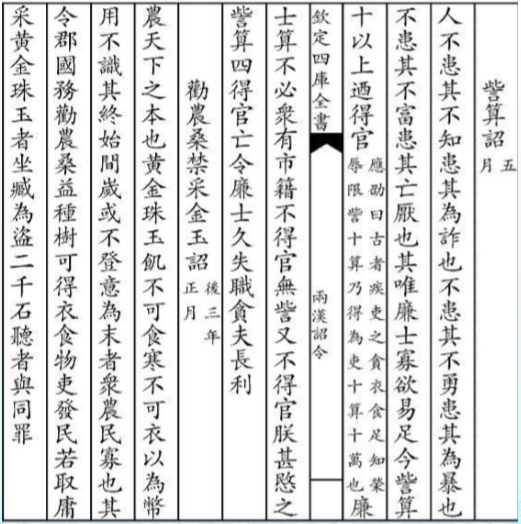 訾算詔五月
人不患其不知患其為詐也不患其不勇患其為暴也
不患其不富患其亡厭也其唯廉士寡欲易足今訾算
十以上迺得官應劭曰古者疾吏之貪衣食足知榮辱限訾十算乃得為吏十算十萬也廉
欽定四庫全書 兩漢詔令
士算不必衆有市籍不得官無訾又不得官朕甚愍之
訾算四得官亡令廉士久失職貪夫長利
勸農桑禁采金玉詔後三年正月
農天下之本也黄金珠玉飢不可食寒不可衣以為幣
用不識其終始間歲或不登意為末者衆農民寡也其
令郡國務勸農桑益種樹可得衣食物吏發民若取庸
采黄金珠玉者坐臧為盜二千石聽者與同罪